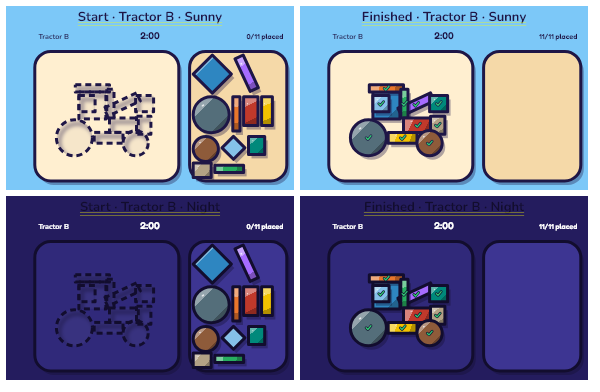 Start · Tractor B · Sunny
Tractor B 2:00 0/11 placed
Finished · Tractor B · Sunny
Tractor B 2:00 11/11 placed
Start · Tractor B · Night
Tractor B 2:00 0/11 placed
Finished · Tractor B · Night
Tractor B 2:00 11/11 placed